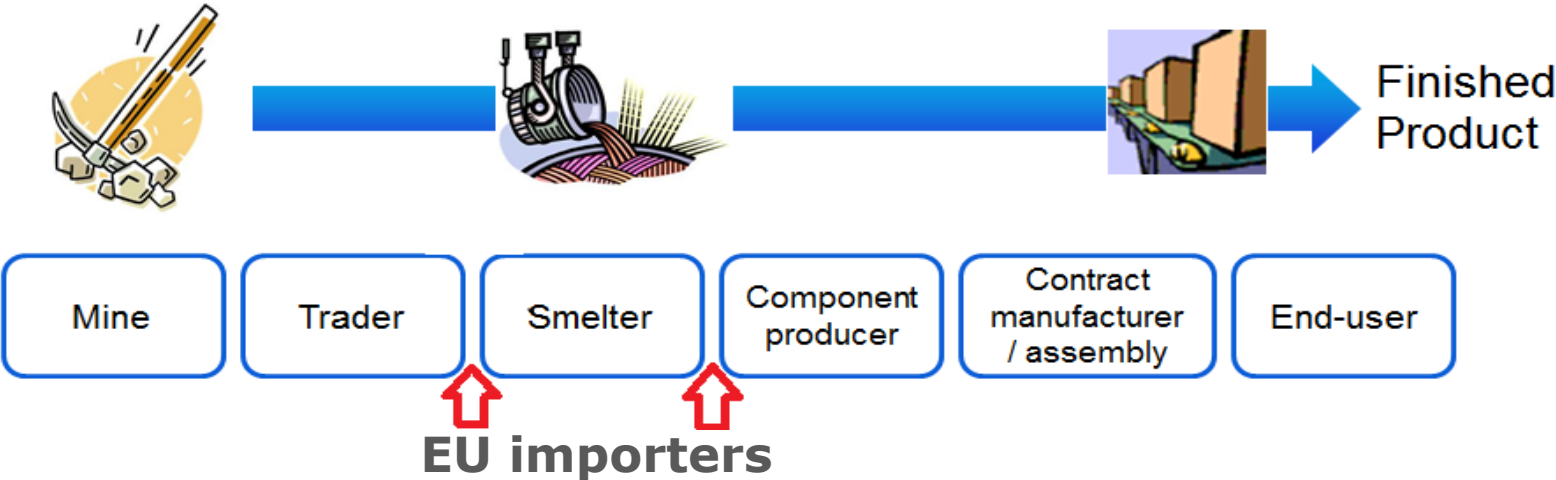 Finished
Product
Mine
Trader
Smelter
Component
producer
Contract
manufacturer
/ assembly
End-user
EU importers